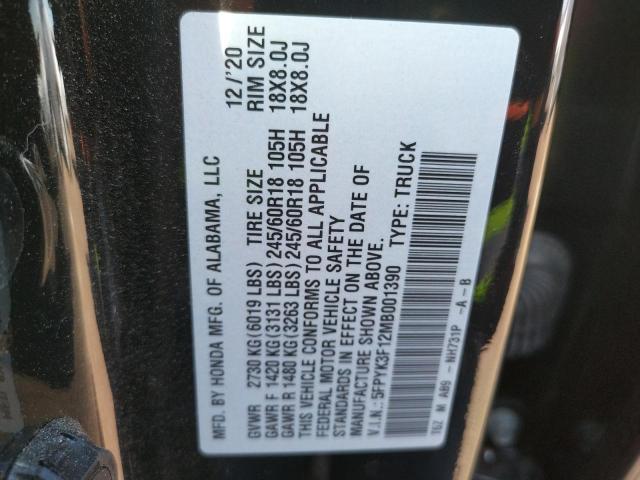 MFD. BY HONDA MFG. OF ALABAMA, LLC 12/'20
GVWR 2730 KG(6019 LBS) TIRE SIZE RIM SIZE
GAWR F 1420 KG(3131 LBS) 245/60R18 105H 18X8.0J
GAWR R 1480 KG(3263 LBS) 245/60R18 105H 18X8.0J
THIS VEHICLE CONFORMS TO ALL APPLICABLE
FEDERAL MOTOR VEHICLE SAFETY
STANDARDS IN EFFECT ON THE DATE OF
MANUFACTURE SHOWN ABOVE.
V.I.N.: 5FPYK3F12MB001390 TYPE: TRUCK
T6Z M AB9 - NH731P -A-B